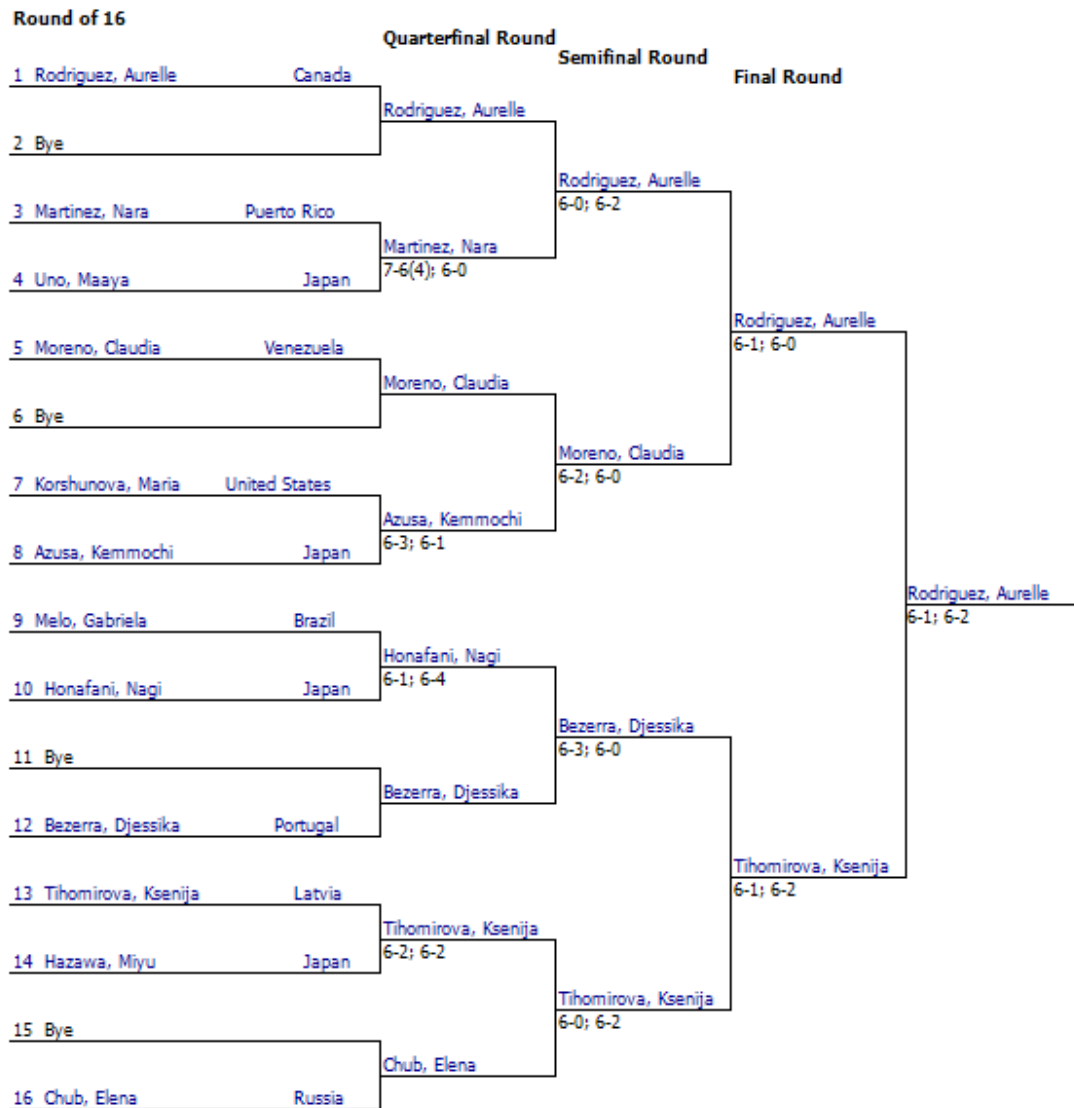 Round of 16
Quarterfinal Round
Semifinal Round
Final Round
1 Rodriguez, Aurelle Canada
Rodriguez, Aurelle
2 Bye
Rodriguez, Aurelle
6-0; 6-2
3 Martinez, Nara Puerto Rico
Martinez, Nara
7-6(4); 6-0
4 Uno, Maaya Japan
Rodriguez, Aurelle
6-1; 6-0
5 Moreno, Claudia Venezuela
Moreno, Claudia
6 Bye
Moreno, Claudia
6-2; 6-0
7 Korshunova, Maria United States
Azusa, Kemmochi
6-3; 6-1
8 Azusa, Kemmochi Japan
Rodriguez, Aurelle
6-1; 6-2
9 Melo, Gabriela Brazil
Honafani, Nagi
6-1; 6-4
10 Honafani, Nagi Japan
Bezerra, Djessika
6-3; 6-0
11 Bye
Bezerra, Djessika
12 Bezerra, Djessika Portugal
Tihomirova, Ksenija
6-1; 6-2
13 Tihomirova, Ksenija Latvia
Tihomirova, Ksenija
6-2; 6-2
14 Hazawa, Miyu Japan
Tihomirova, Ksenija
6-0; 6-2
15 Bye
Chub, Elena
16 Chub, Elena Russia